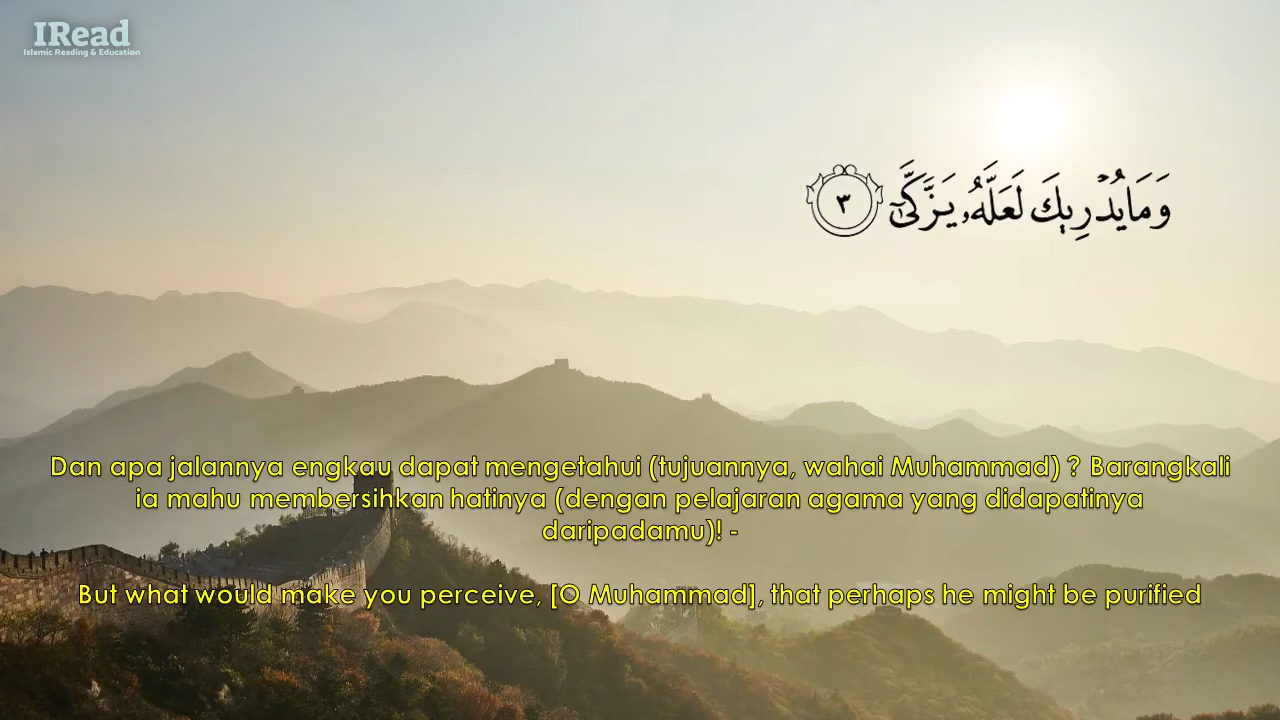 IRead
Islamic Reading & Education
وَمَا يُدْرِيكَ لَعَلَّهُۥ يَزَّكَّىٰٓ ٣
Dan apa jalannya engkau dapat mengetahui (tujuannya, wahai Muhammad) ? Barangkali
ia mahu membersihkan hatinya (dengan pelajaran agama yang didapatinya
daripadamu)! -
But what would make you perceive, [O Muhammad], that perhaps he might be purified